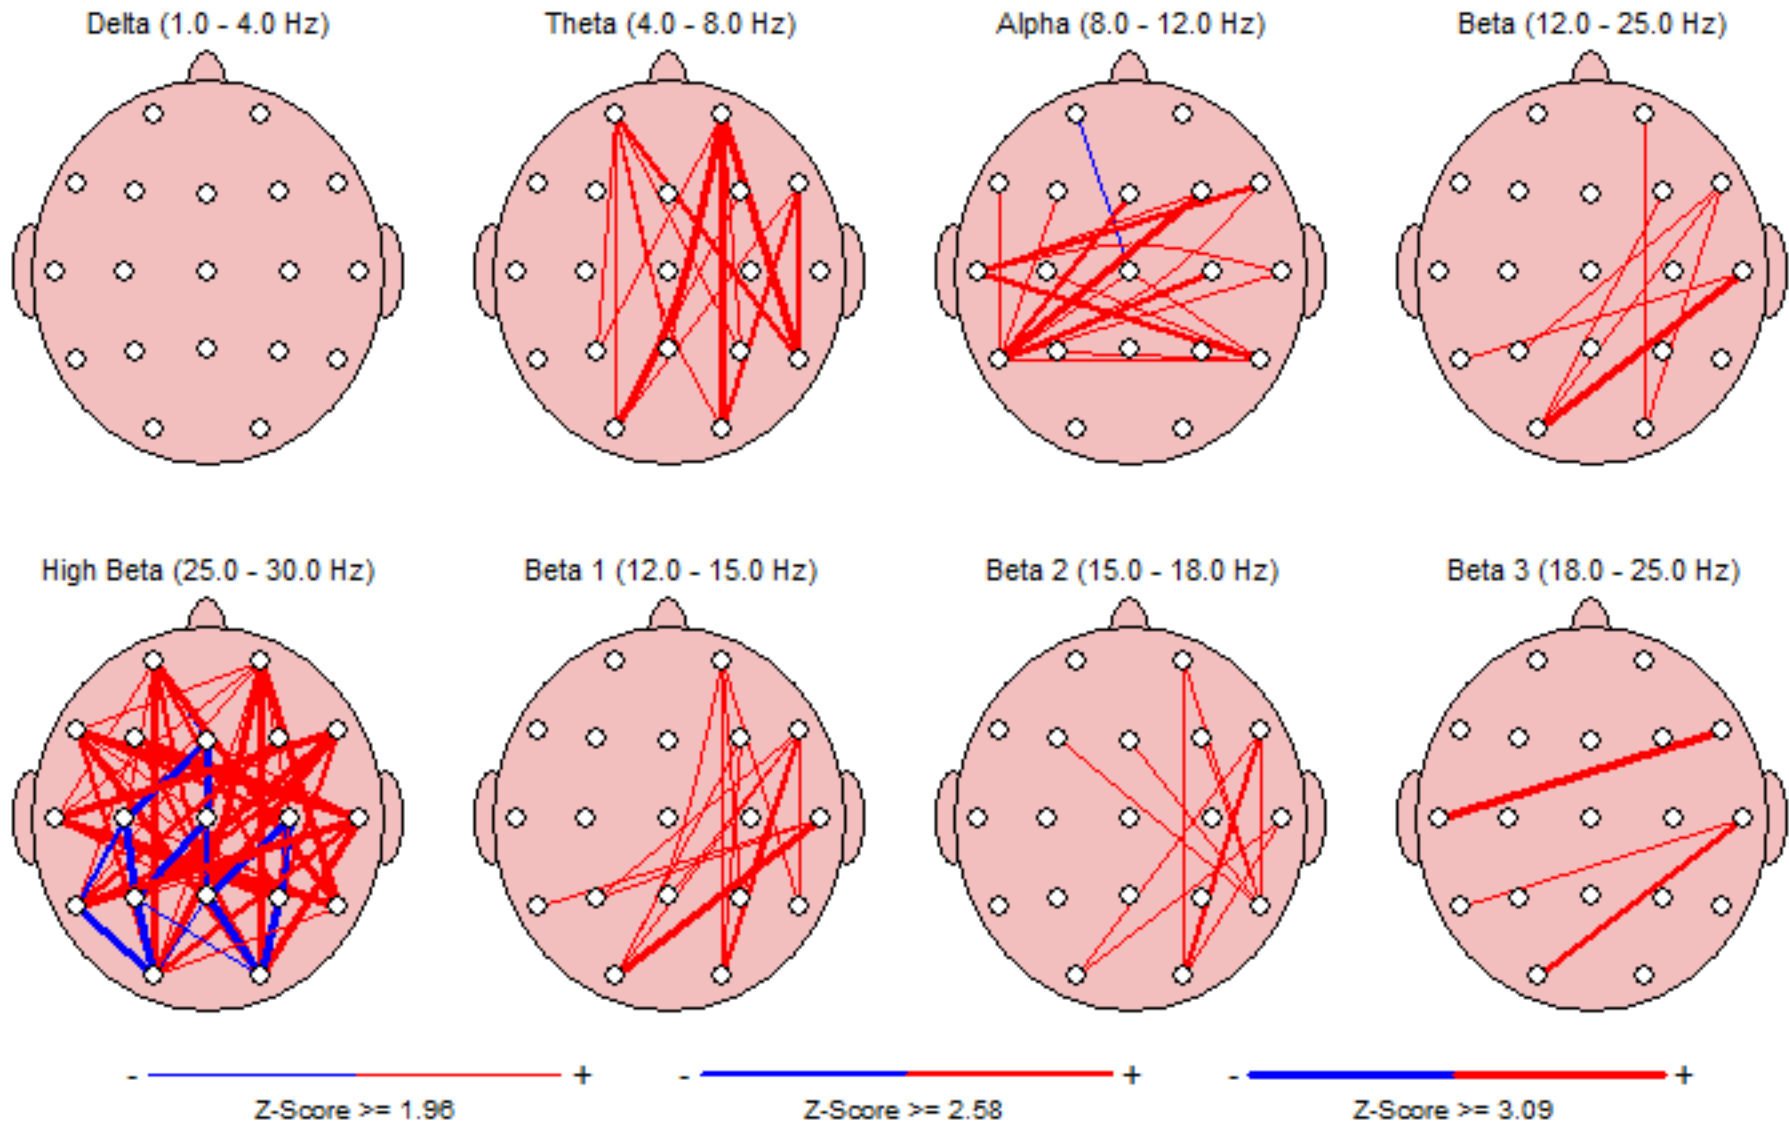 Delta (1.0 - 4.0 Hz)
Theta (4.0 - 8.0 Hz)
Alpha (8.0 - 12.0 Hz)
Beta (12.0 - 25.0 Hz)
High Beta (25.0 - 30.0 Hz)
Beta 1 (12.0 - 15.0 Hz)
Beta 2 (15.0 - 18.0 Hz)
Beta 3 (18.0 - 25.0 Hz)
- +
Z-Score >= 1.96
- +
Z-Score >= 2.58
- +
Z-Score >= 3.09